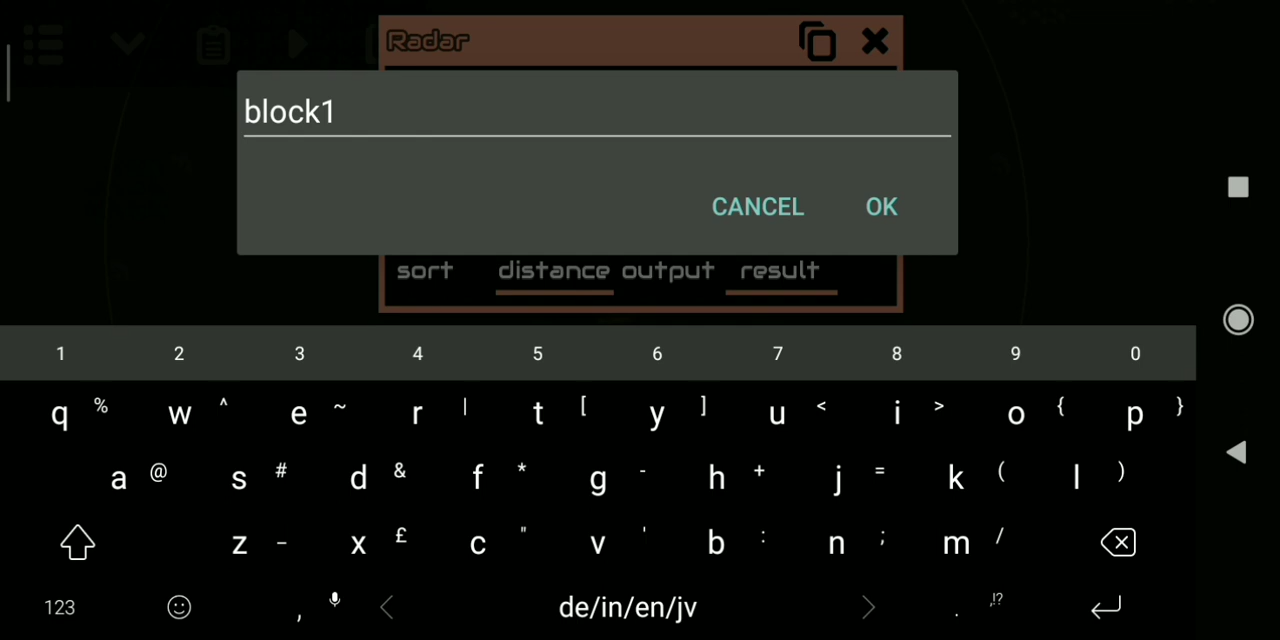 Radar
block1
CANCEL OK
sort distance output result
1 2 3 4 5 6 7 8 9 0
q % w ^ e ~ r | t [ y ] u < i > o { p }
a @ s # d & f * g - h + j = k ( l )
z _ x £ c " v ' b : n ; m /
123 , de/in/en/jv . ,!?